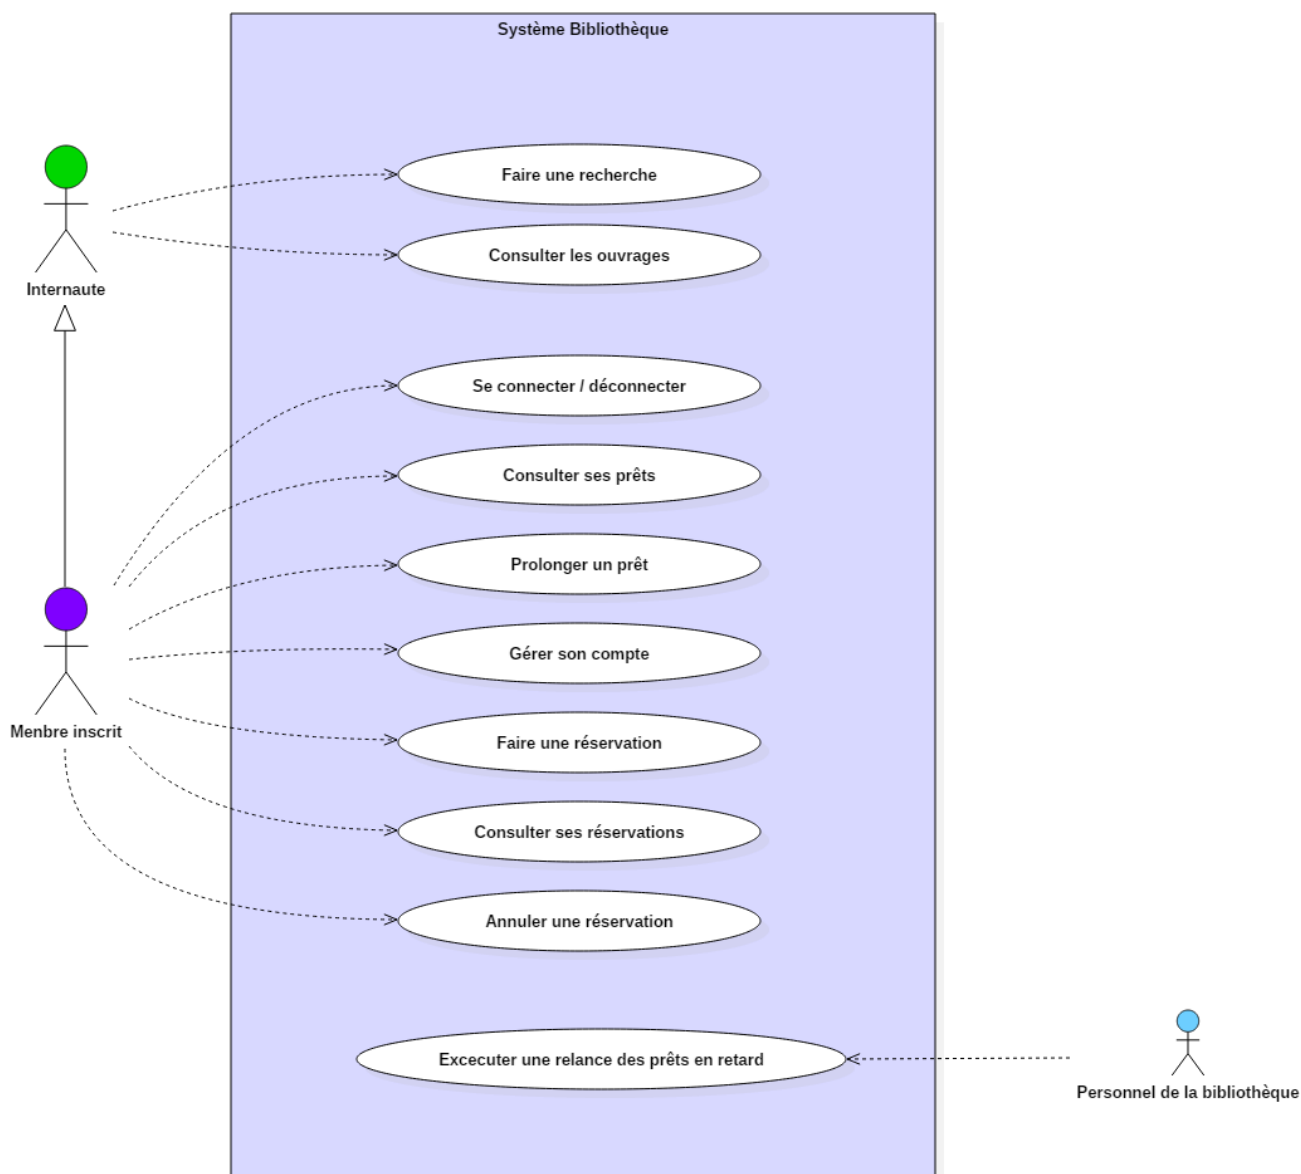 Système Bibliothèque
Faire une recherche
Consulter les ouvrages
Internaute
Se connecter / déconnecter
Consulter ses prêts
Prolonger un prêt
Gérer son compte
Menbre inscrit
Faire une réservation
Consulter ses réservations
Annuler une réservation
Excecuter une relance des prêts en retard
Personnel de la bibliothèque